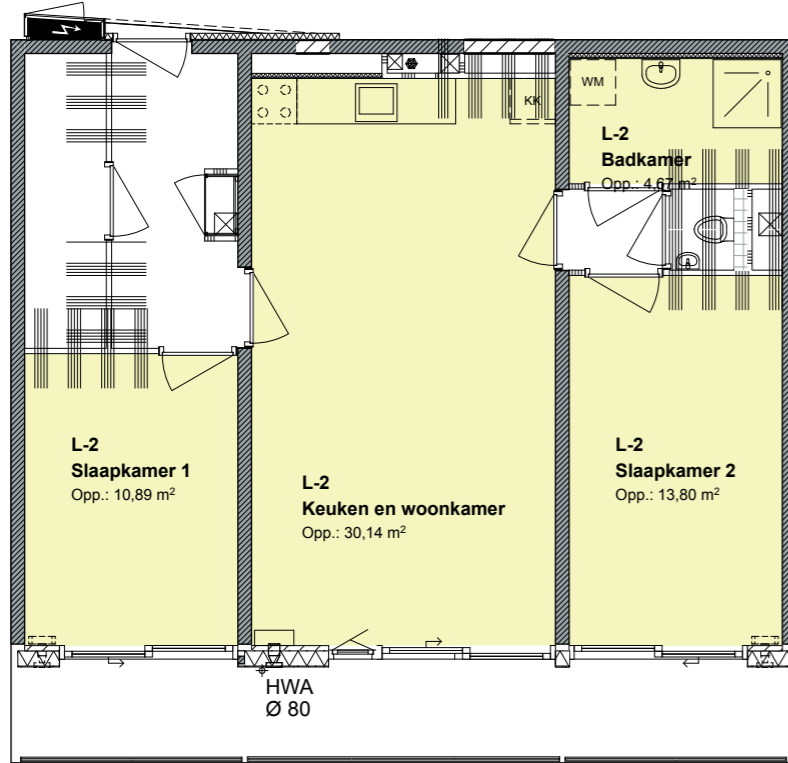 WM
KK
L-2
Badkamer
Opp.: 4,67 m²
L-2
Slaapkamer 1
Opp.: 10,89 m²
L-2
Keuken en woonkamer
Opp.: 30,14 m²
L-2
Slaapkamer 2
Opp.: 13,80 m²
HWA
Ø 80